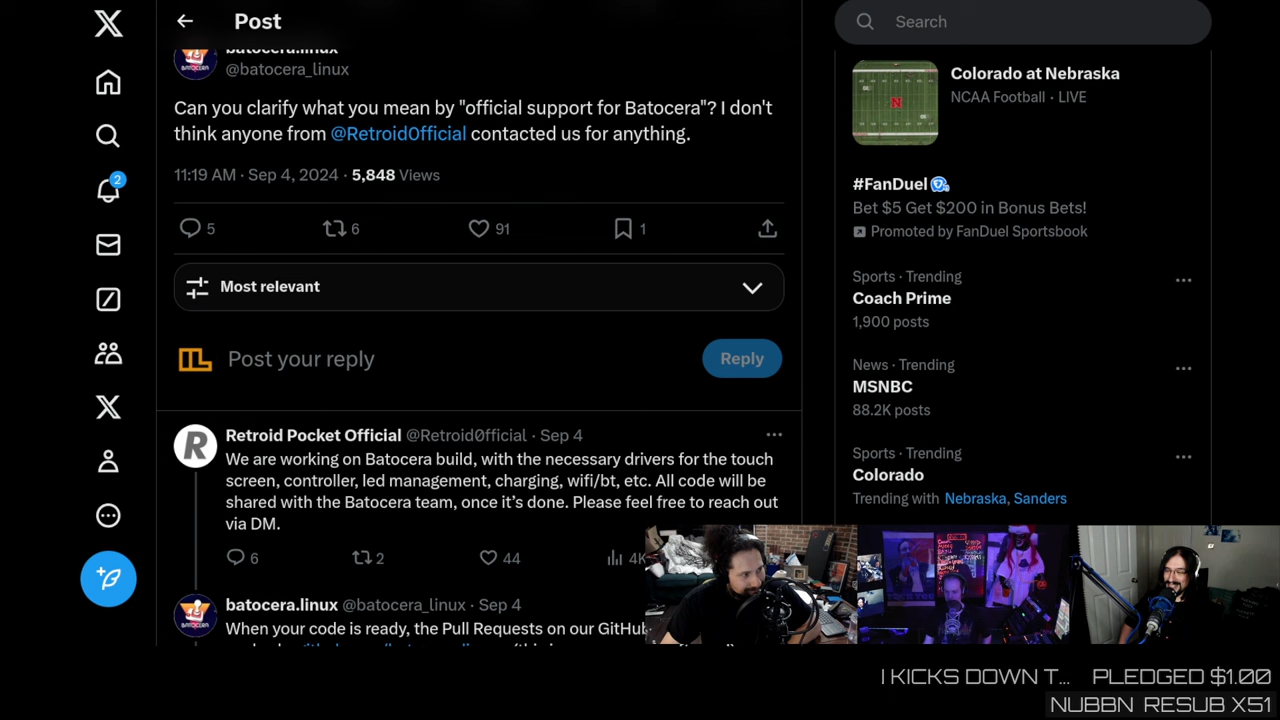 Post
Search
batocera.linux
@batocera_linux
Can you clarify what you mean by "official support for Batocera"? I don't
think anyone from @Retroid0fficial contacted us for anything.
11:19 AM · Sep 4, 2024 · 5,848 Views
5
6
91
1
Most relevant
Post your reply
Reply
Retroid Pocket Official @Retroid0fficial · Sep 4
We are working on Batocera build, with the necessary drivers for the touch
screen, controller, led management, charging, wifi/bt, etc. All code will be
shared with the Batocera team, once it's done. Please feel free to reach out
via DM.
6
2
44
4K
batocera.linux @batocera_linux · Sep 4
When your code is ready, the Pull Requests on our GitHub
2
Colorado at Nebraska
NCAA Football · LIVE
#FanDuel
Bet $5 Get $200 in Bonus Bets!
Promoted by FanDuel Sportsbook
Sports · Trending
Coach Prime
1,900 posts
News · Trending
MSNBC
88.2K posts
Sports · Trending
Colorado
Trending with Nebraska, Sanders
I KICKS DOWN T... PLEDGED $1.00
NUBBN RESUB X51